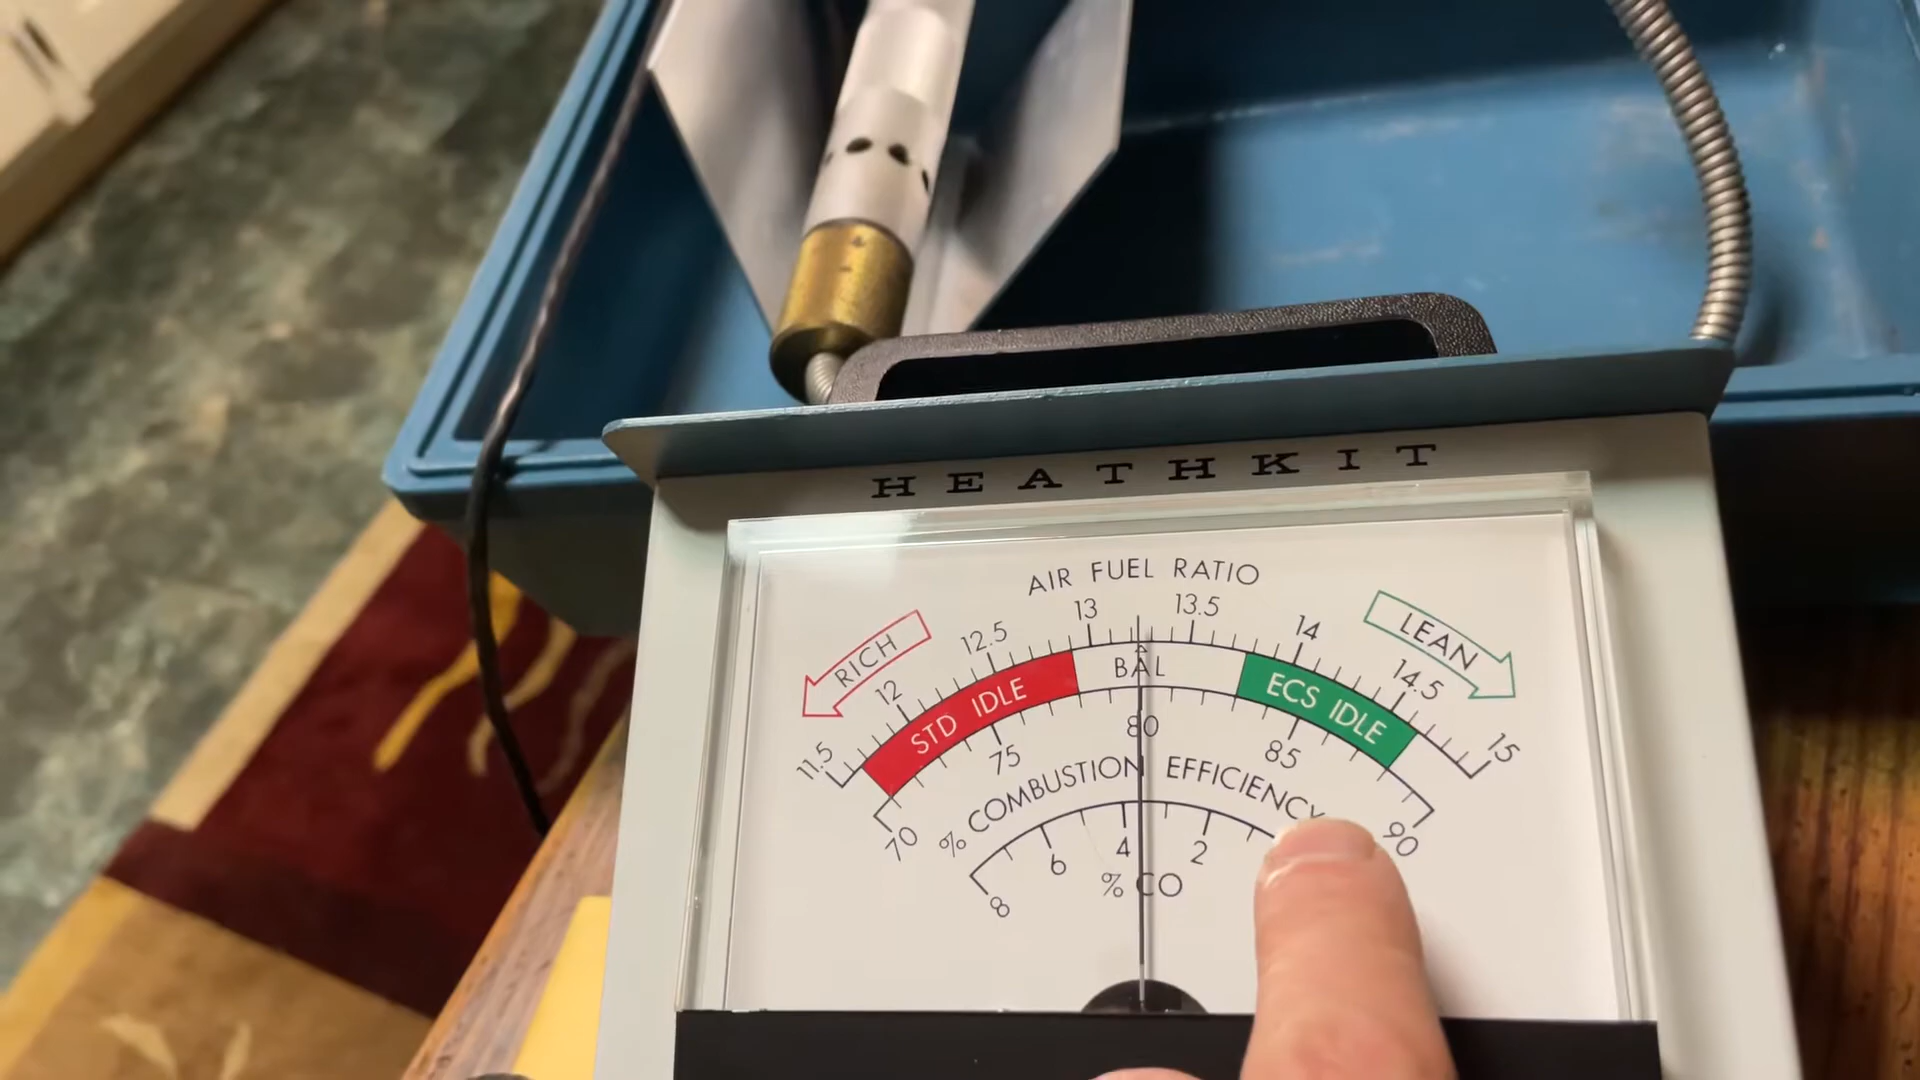 HEATHKIT
AIR FUEL RATIO
RICH
LEAN
11.5 12 12.5 13 13.5 14 14.5 15
STD IDLE BAL ECS IDLE
70 75 80 85 90
% COMBUSTION EFFICIENCY
8 6 4 2
% CO